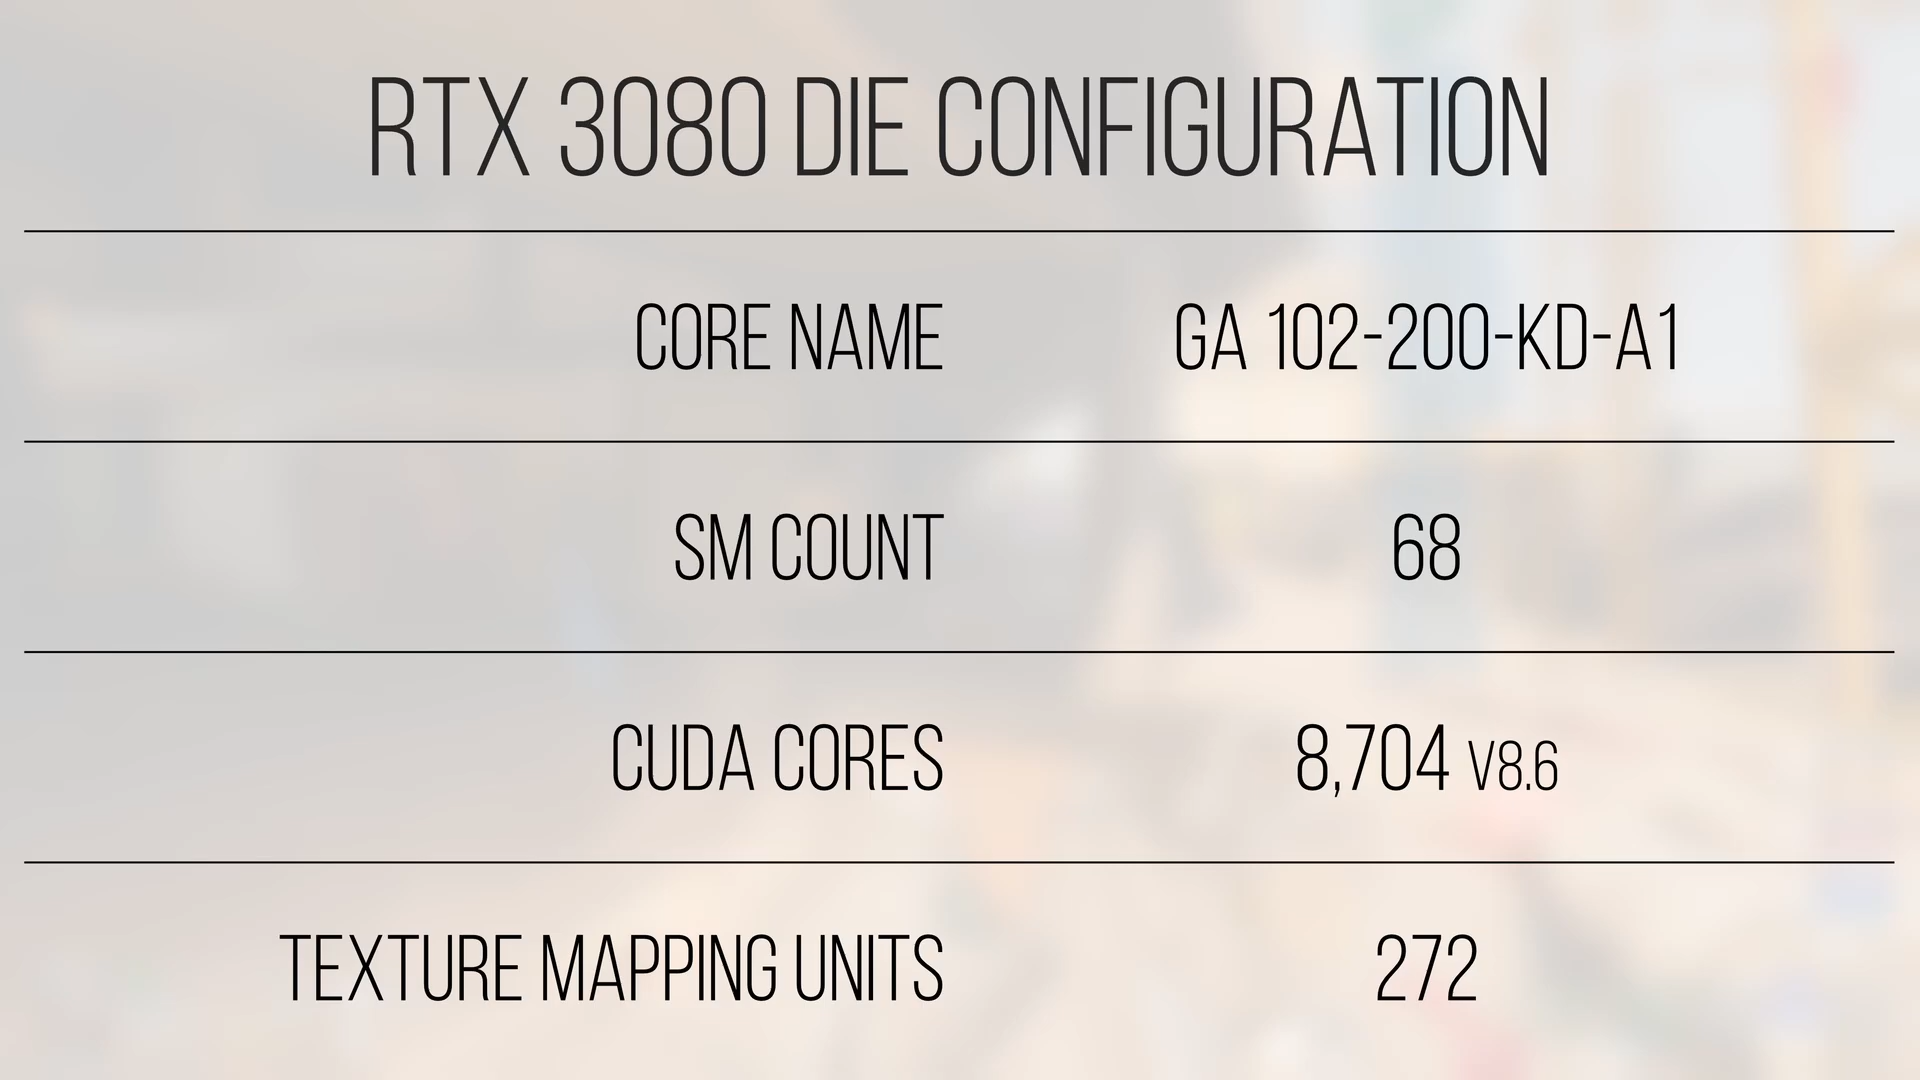 RTX 3080 DIE CONFIGURATION
CORE NAME GA 102-200-KD-A1
SM COUNT 68
CUDA CORES 8,704 V8.6
TEXTURE MAPPING UNITS 272